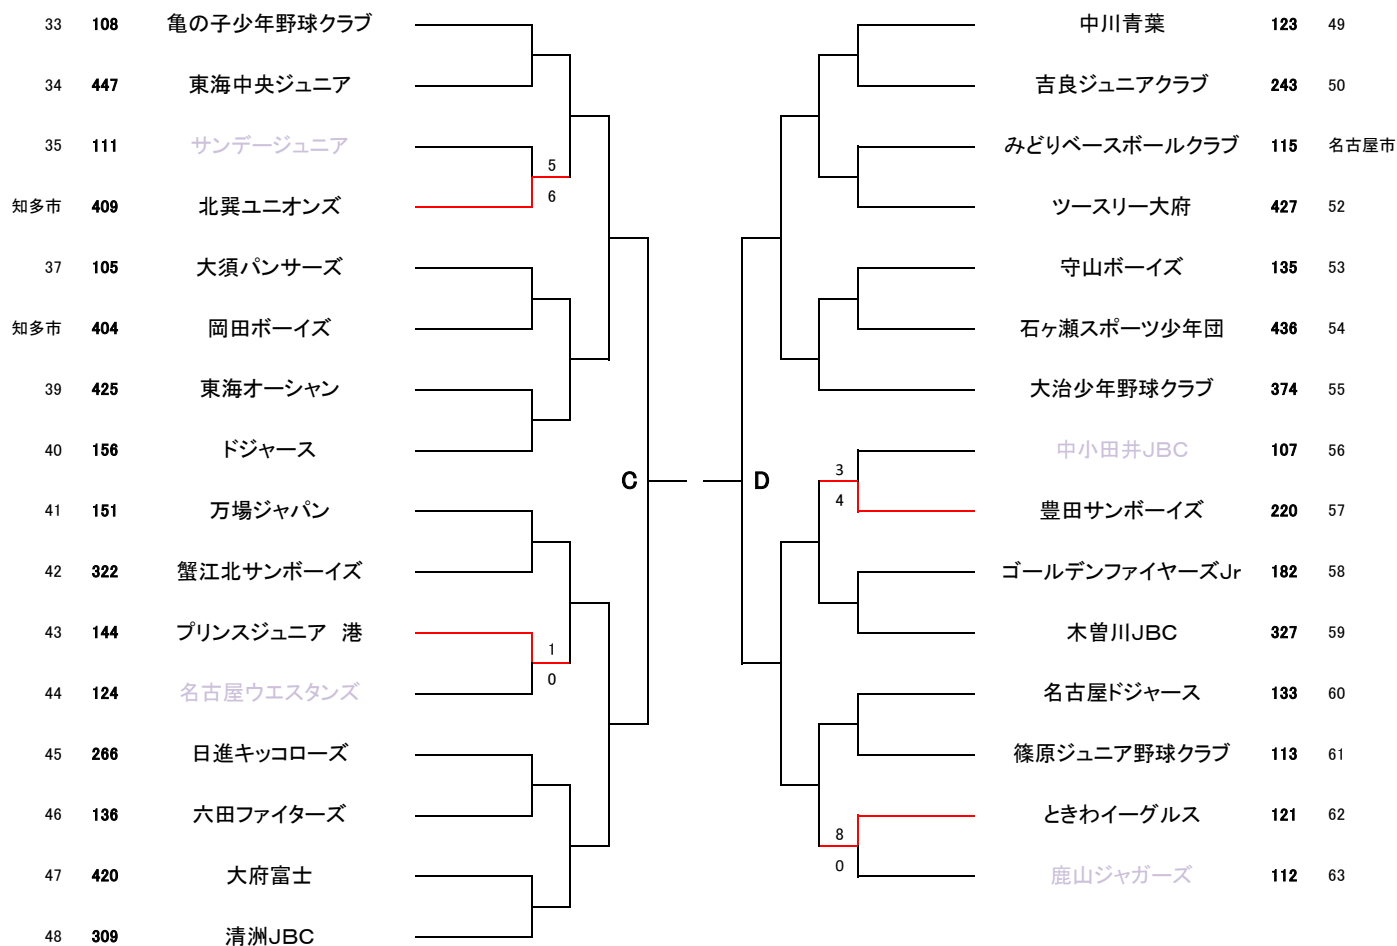 33 108 亀の子少年野球クラブ
34 447 東海中央ジュニア
35 111 サンデージュニア
5
6
知多市 409 北巽ユニオンズ
37 105 大須パンサーズ
知多市 404 岡田ボーイズ
39 425 東海オーシャン
40 156 ドジャース
C
41 151 万場ジャパン
42 322 蟹江北サンボーイズ
43 144 プリンスジュニア　港
1
0
44 124 名古屋ウエスタンズ
45 266 日進キッコローズ
46 136 六田ファイターズ
47 420 大府富士
48 309 清洲JBC
中川青葉 123 49
吉良ジュニアクラブ 243 50
みどりベースボールクラブ 115 名古屋市
ツースリー大府 427 52
守山ボーイズ 135 53
石ヶ瀬スポーツ少年団 436 54
大治少年野球クラブ 374 55
中小田井JBC 107 56
3
D
4
豊田サンボーイズ 220 57
ゴールデンファイヤーズJr 182 58
木曽川JBC 327 59
名古屋ドジャース 133 60
篠原ジュニア野球クラブ 113 61
ときわイーグルス 121 62
8
0
鹿山ジャガーズ 112 63